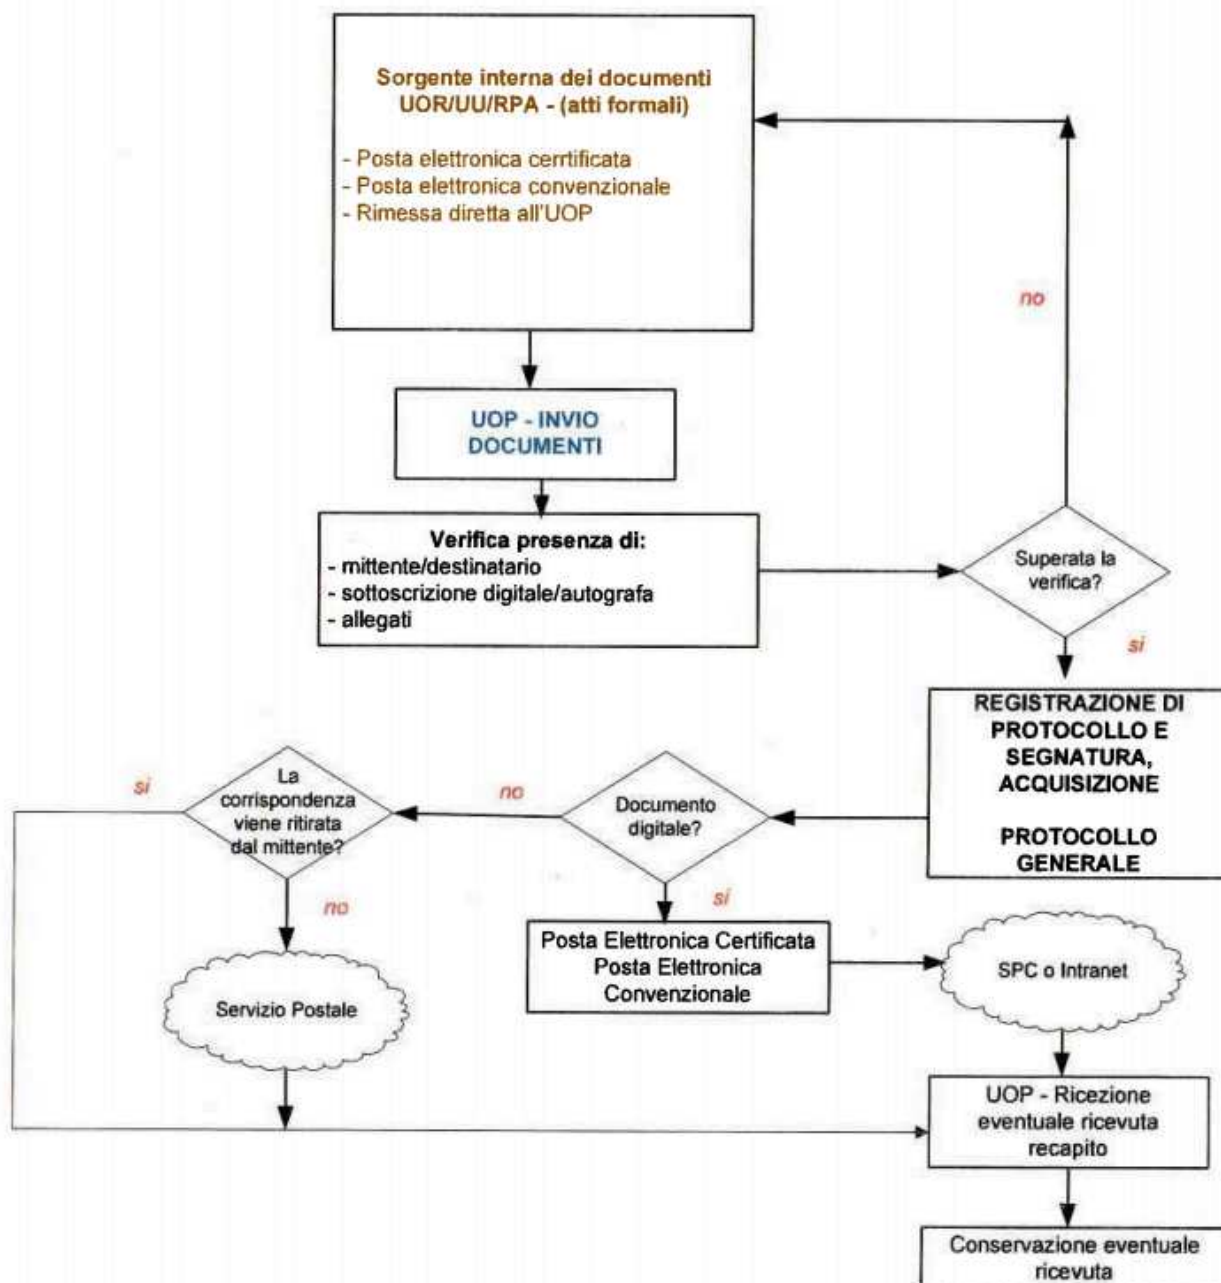 Sorgente interna dei documenti
UOR/UU/RPA - (atti formali)
- Posta elettronica cerrtificata
- Posta elettronica convenzionale
- Rimessa diretta all'UOP
no
UOP - INVIO
DOCUMENTI
Verifica presenza di:
- mittente/destinatario
- sottoscrizione digitale/autografa
- allegati
Superata la
verifica?
si
REGISTRAZIONE DI
PROTOCOLLO E
SEGNATURA,
ACQUISIZIONE
PROTOCOLLO
GENERALE
Documento
digitale?
no
La
corrispondenza
viene ritirata
dal mittente?
si
no
si
Posta Elettronica Certificata
Posta Elettronica
Convenzionale
SPC o Intranet
Servizio Postale
UOP - Ricezione
eventuale ricevuta
recapito
Conservazione eventuale
ricevuta